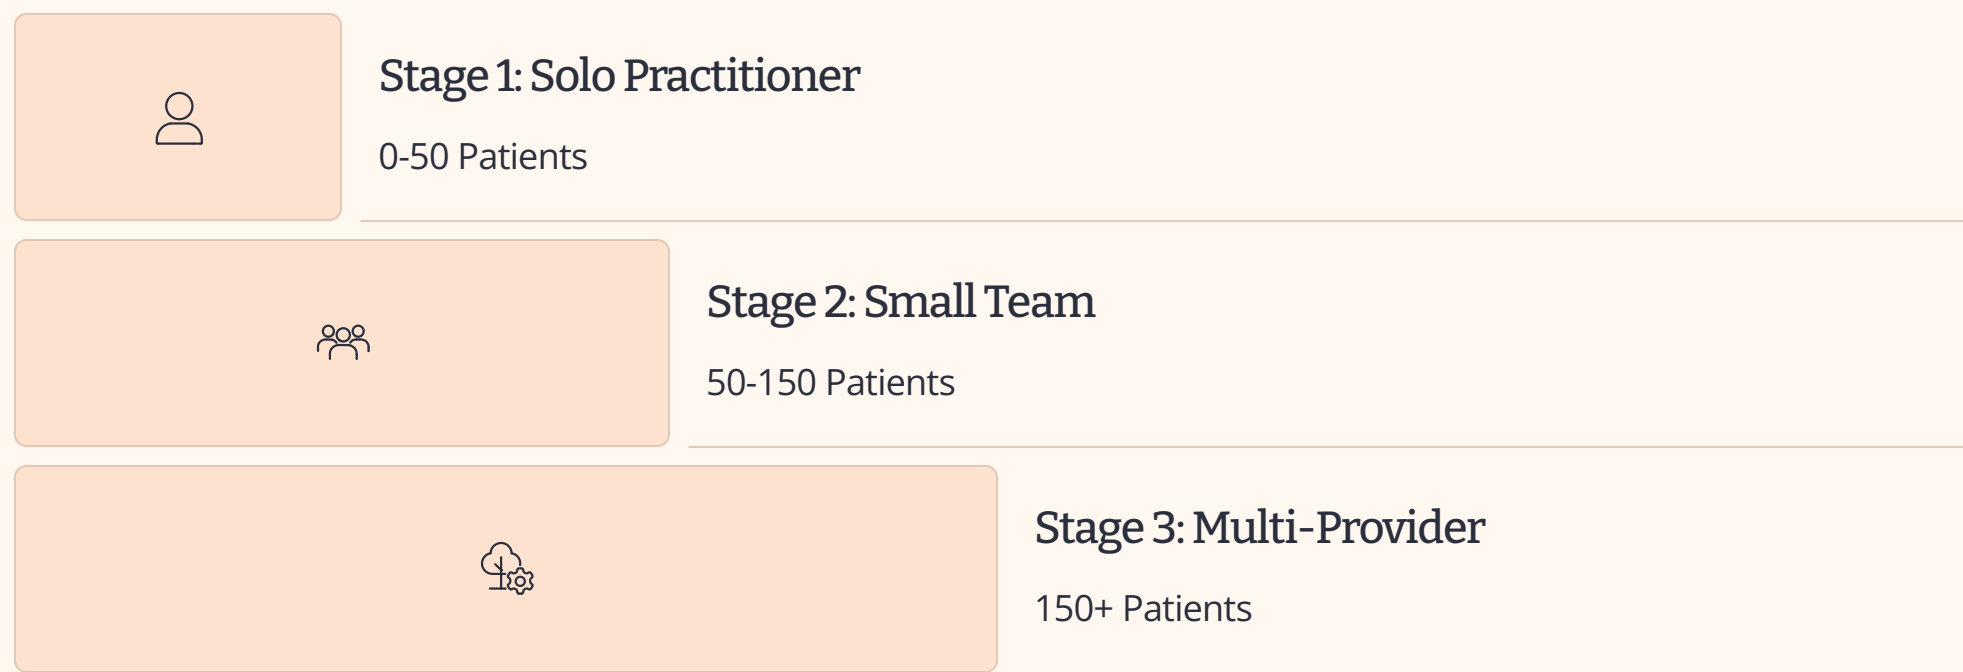 Stage 1: Solo Practitioner
0-50 Patients
Stage 2: Small Team
50-150 Patients
Stage 3: Multi-Provider
150+ Patients